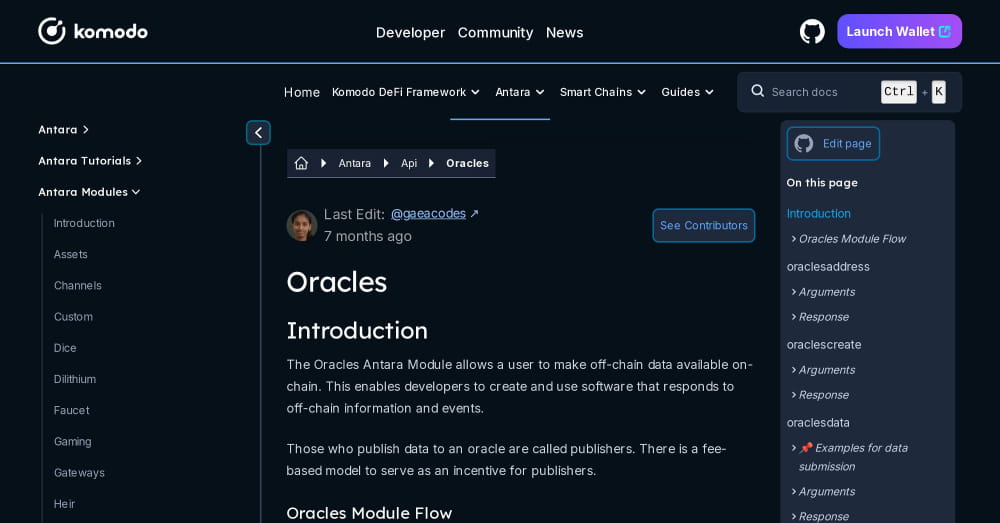 komodo
Developer Community News
Launch Wallet
Home Komodo DeFi Framework Antara Smart Chains Guides
Search docs Ctrl + K
Antara
Antara Tutorials
Antara Modules
Introduction
Assets
Channels
Custom
Dice
Dilithium
Faucet
Gaming
Gateways
Heir
Antara Api Oracles
Last Edit: @gaeacodes ↗
7 months ago
See Contributors
Oracles
Introduction
The Oracles Antara Module allows a user to make off-chain data available on-
chain. This enables developers to create and use software that responds to
off-chain information and events.
Those who publish data to an oracle are called publishers. There is a fee-
based model to serve as an incentive for publishers.
Oracles Module Flow
Edit page
On this page
Introduction
Oracles Module Flow
oraclesaddress
Arguments
Response
oraclescreate
Arguments
Response
oraclesdata
📌 Examples for data
submission
Arguments
Response